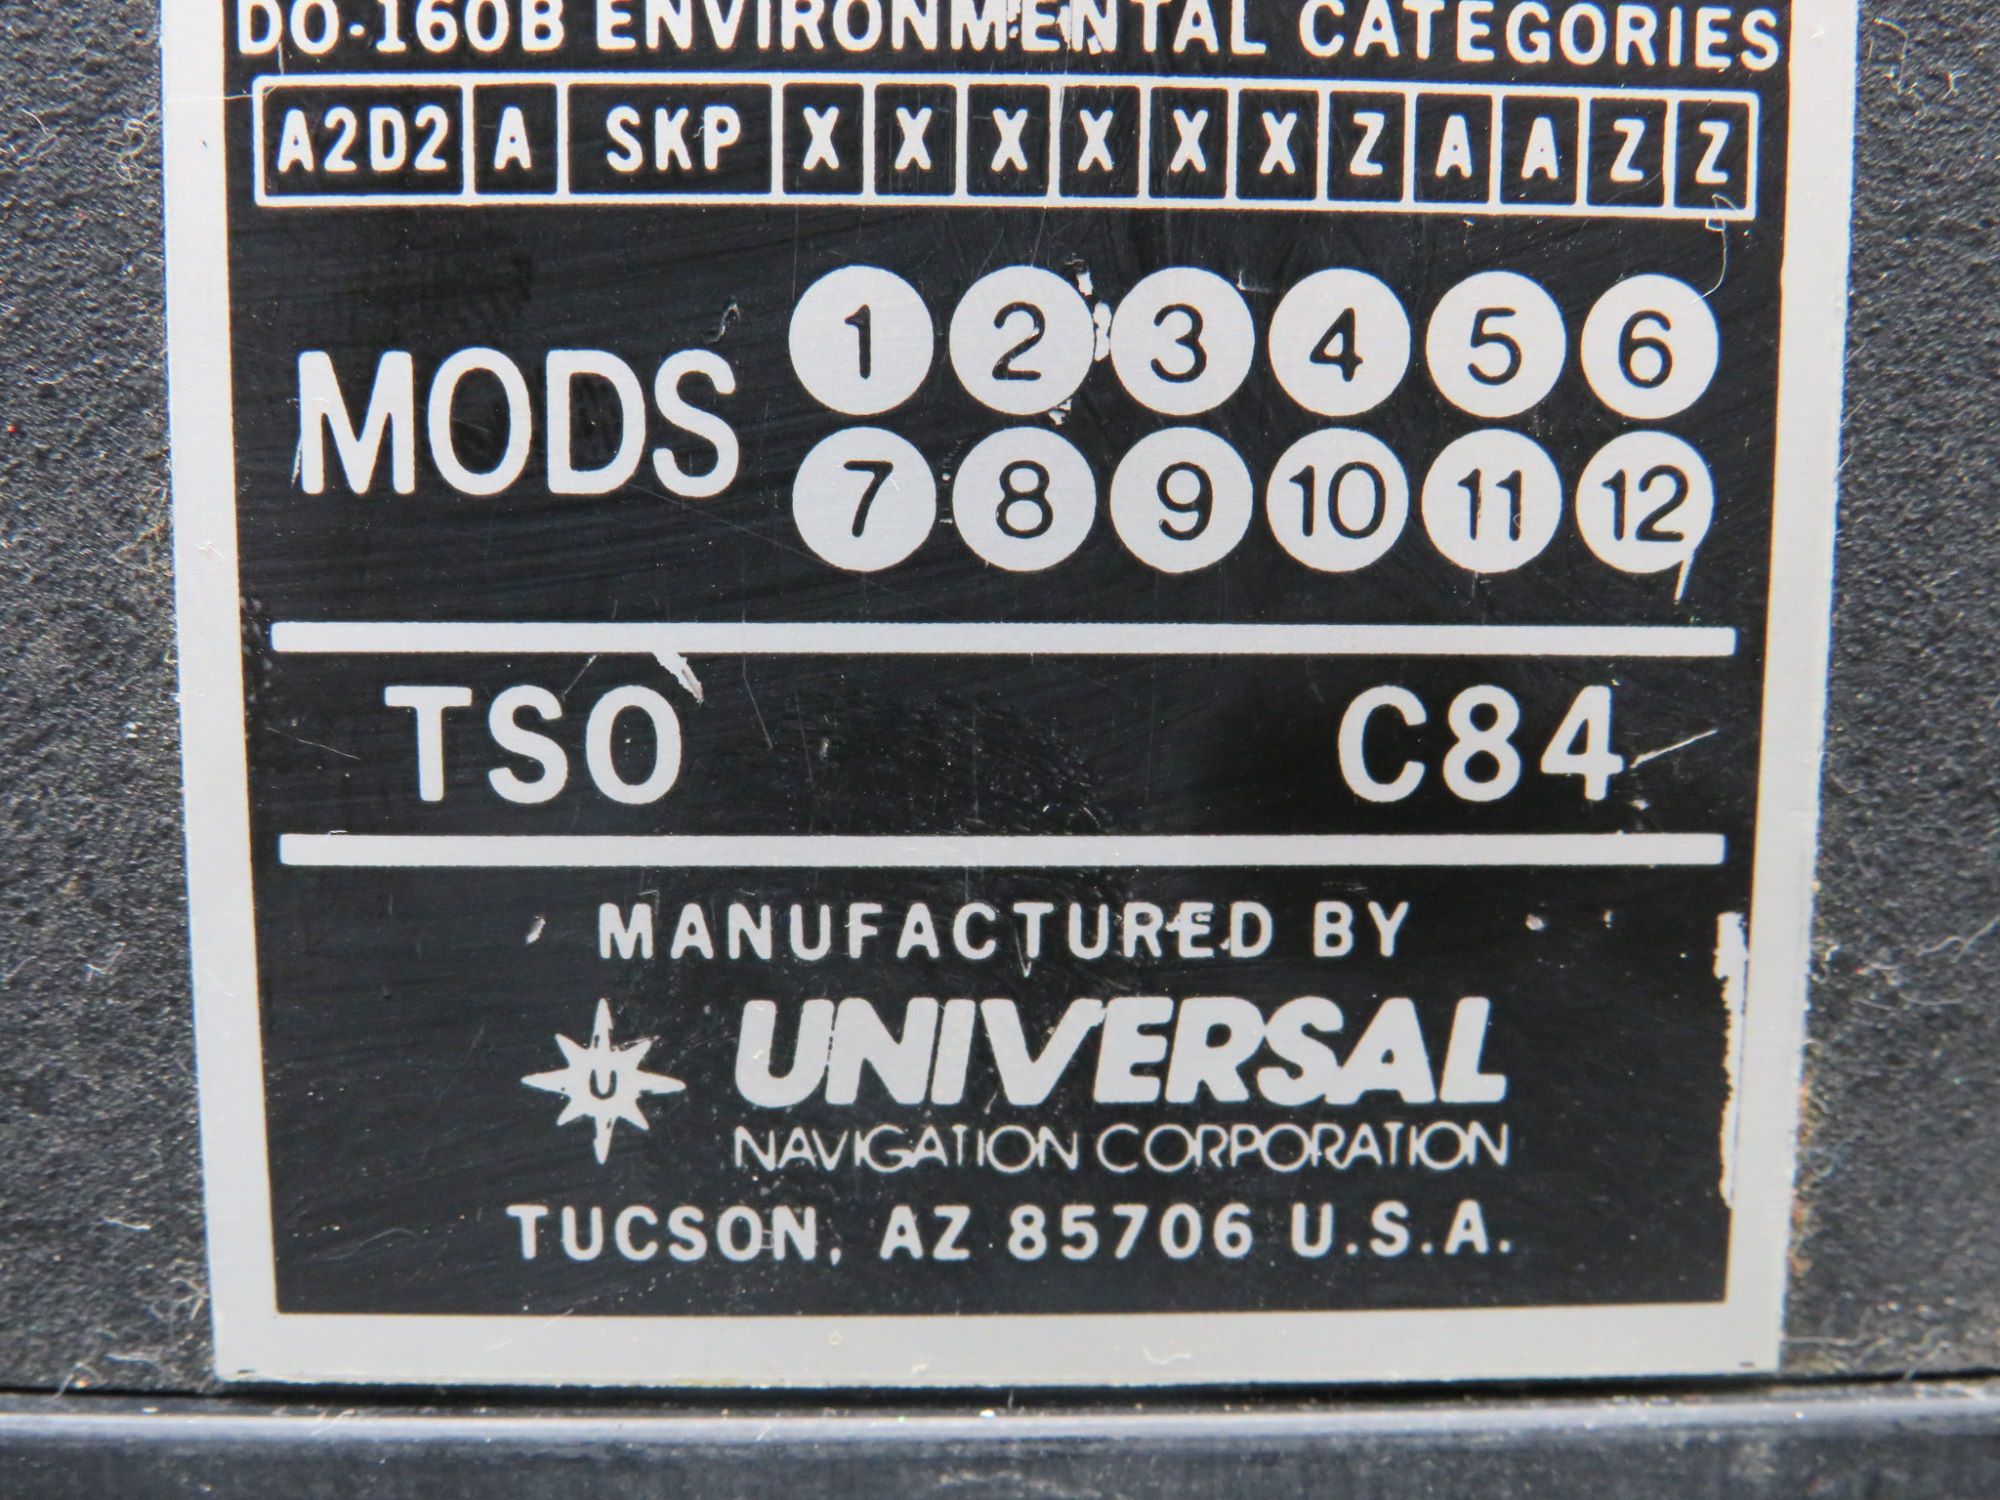 DO-160B ENVIRONMENTAL CATEGORIES
A2D2 A SKP X X X X X X Z A A Z Z
MODS 1 2 3 4 5 6
7 8 9 10 11 12
TSO C84
MANUFACTURED BY
U UNIVERSAL
NAVIGATION CORPORATION
TUCSON, AZ 85706 U.S.A.